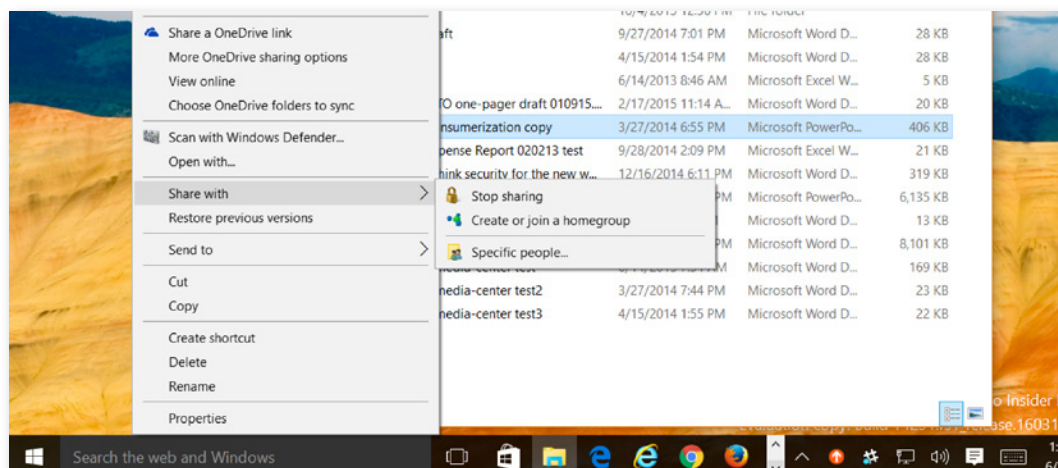 Share a OneDrive link
More OneDrive sharing options
View online
Choose OneDrive folders to sync
Scan with Windows Defender...
Open with...
Share with
Restore previous versions
Send to
Cut
Copy
Create shortcut
Delete
Rename
Properties
Stop sharing
Create or join a homegroup
Specific people...
aft 9/27/2014 7:01 PM Microsoft Word D... 28 KB
4/15/2014 1:54 PM Microsoft Word D... 28 KB
6/14/2013 8:46 AM Microsoft Excel W... 5 KB
TO one-pager draft 010915.... 2/17/2015 11:14 A... Microsoft Word D... 20 KB
nsumerization copy 3/27/2014 6:55 PM Microsoft PowerPo... 406 KB
pense Report 020213 test 9/28/2014 2:09 PM Microsoft Excel W... 21 KB
hink security for the new w... 12/16/2014 6:11 PM Microsoft Word D... 319 KB
PM Microsoft PowerPo... 6,135 KB
Microsoft Word D... 13 KB
PM Microsoft Word D... 8,101 KB
Microsoft Word D... 169 KB
nedia-center test2 3/27/2014 7:44 PM Microsoft Word D... 23 KB
nedia-center test3 4/15/2014 1:55 PM Microsoft Word D... 22 KB
o Insider
Search the web and Windows